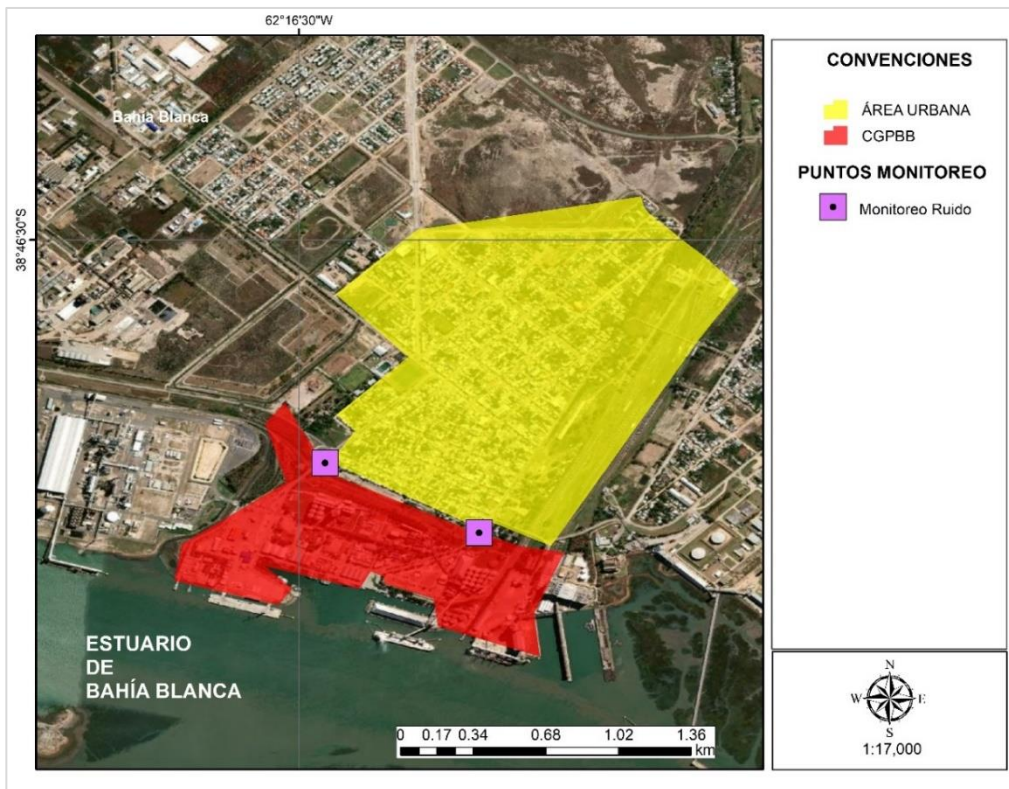 62°16'30"W
38°46'30"S
Bahía Blanca
ESTUARIO
DE
BAHÍA BLANCA
0 0.17 0.34 0.68 1.02 1.36
km
CONVENCIONES
ÁREA URBANA
CGPBB
PUNTOS MONITOREO
Monitoreo Ruido
N
W E
S
1:17,000